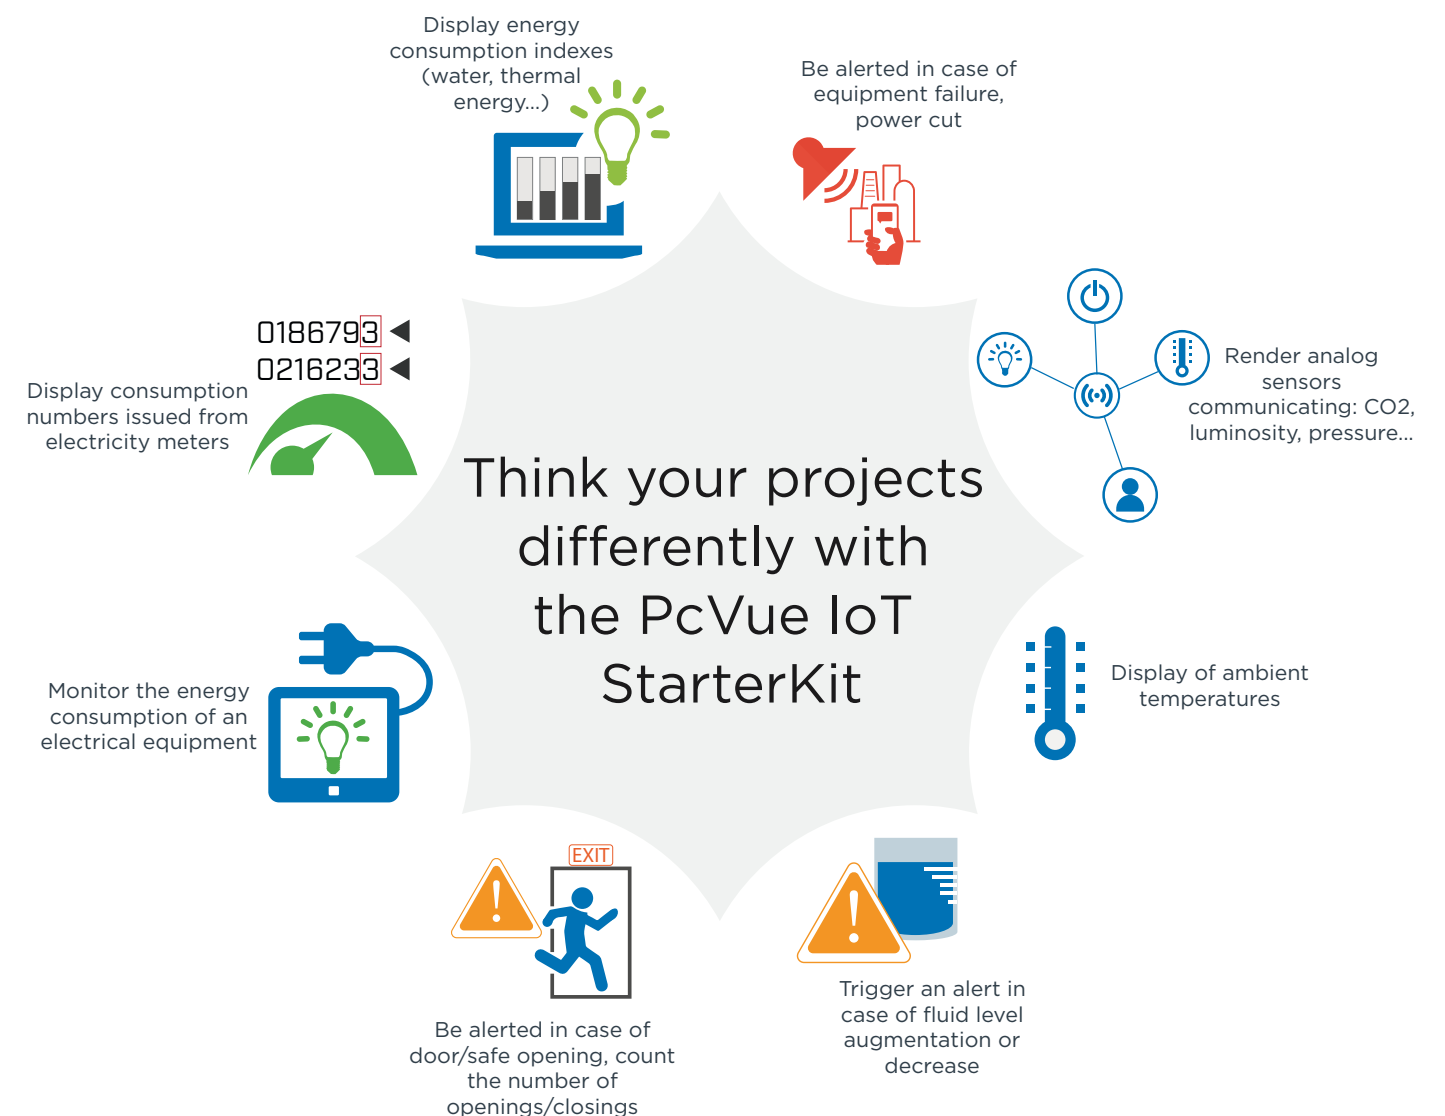 Display energy
consumption indexes
(water, thermal
energy...)
Be alerted in case of
equipment failure,
power cut
0186793
0216233
Display consumption
numbers issued from
electricity meters
Render analog
sensors
communicating: CO2,
luminosity, pressure...
Think your projects
differently with
the PcVue IoT
StarterKit
Monitor the energy
consumption of an
electrical equipment
Display of ambient
temperatures
EXIT
Be alerted in case of
door/safe opening, count
the number of
openings/closings
Trigger an alert in
case of fluid level
augmentation or
decrease